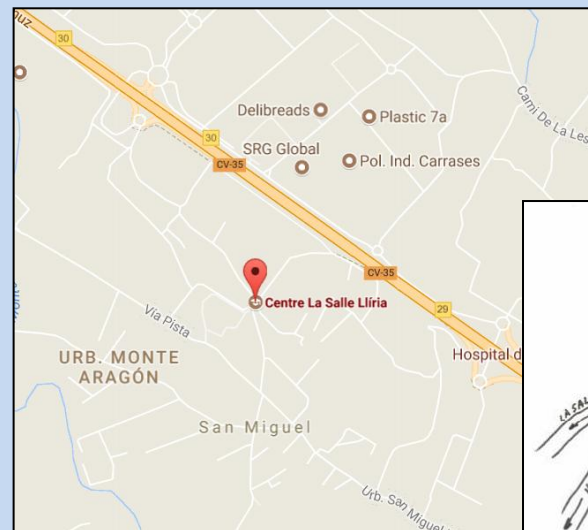 30
30
CV-35
Delibreads
Plastic 7a
SRG Global
Pol. Ind. Carrases
Cami De La Les
CV-35
Centre La Salle Llíria
29
Via Pista
URB. MONTE
ARAGÓN
Hospital d
San Miguel
Urb. San Miguel